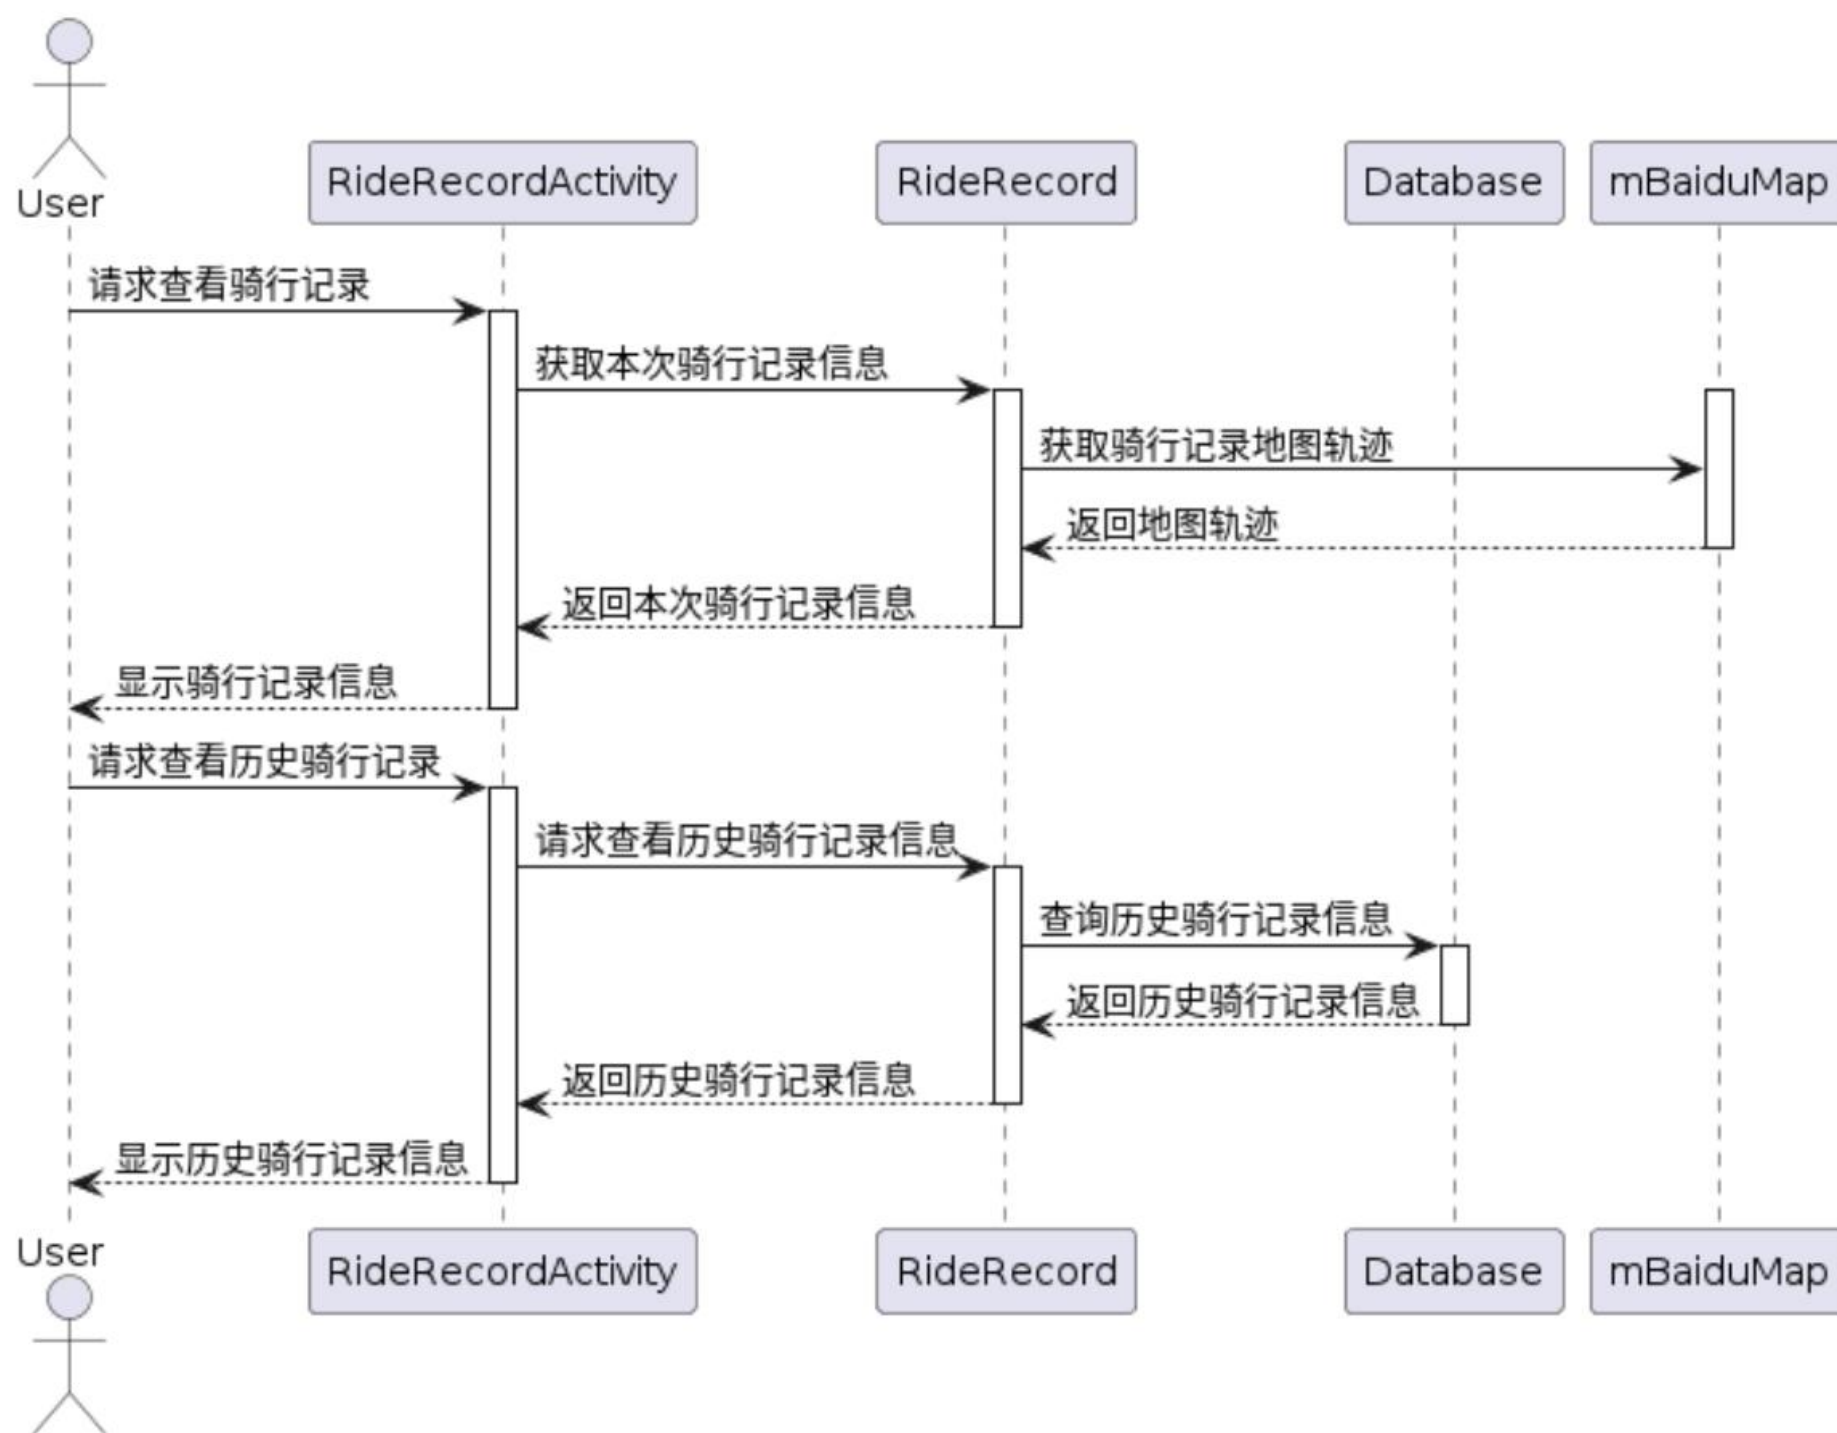 User
RideRecordActivity
RideRecord
Database
mBaiduMap
请求查看骑行记录
获取本次骑行记录信息
获取骑行记录地图轨迹
返回地图轨迹
返回本次骑行记录信息
显示骑行记录信息
请求查看历史骑行记录
请求查看历史骑行记录信息
查询历史骑行记录信息
返回历史骑行记录信息
返回历史骑行记录信息
显示历史骑行记录信息
User
RideRecordActivity
RideRecord
Database
mBaiduMap